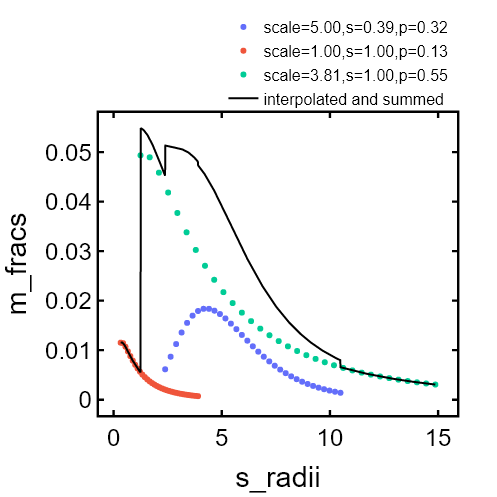 scale=5.00,s=0.39,p=0.32
scale=1.00,s=1.00,p=0.13
scale=3.81,s=1.00,p=0.55
interpolated and summed
0.05
0.04
0.03
0.02
0.01
0
m_fracs
0 5 10 15
s_radii